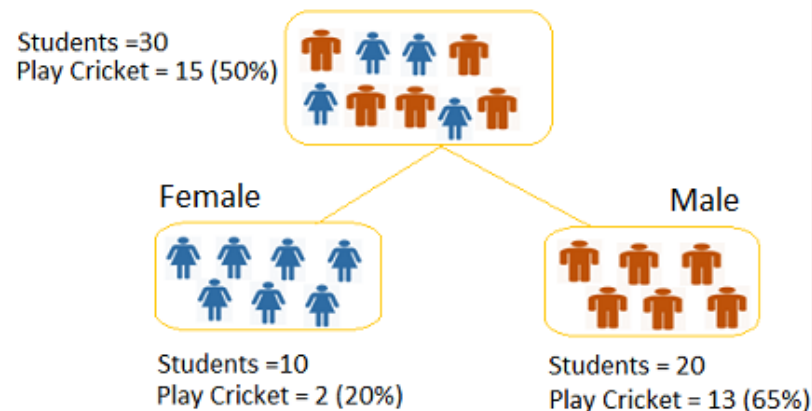 Students =30
Play Cricket = 15 (50%)
Female
Male
Students =10
Play Cricket = 2 (20%)
Students = 20
Play Cricket = 13 (65%)